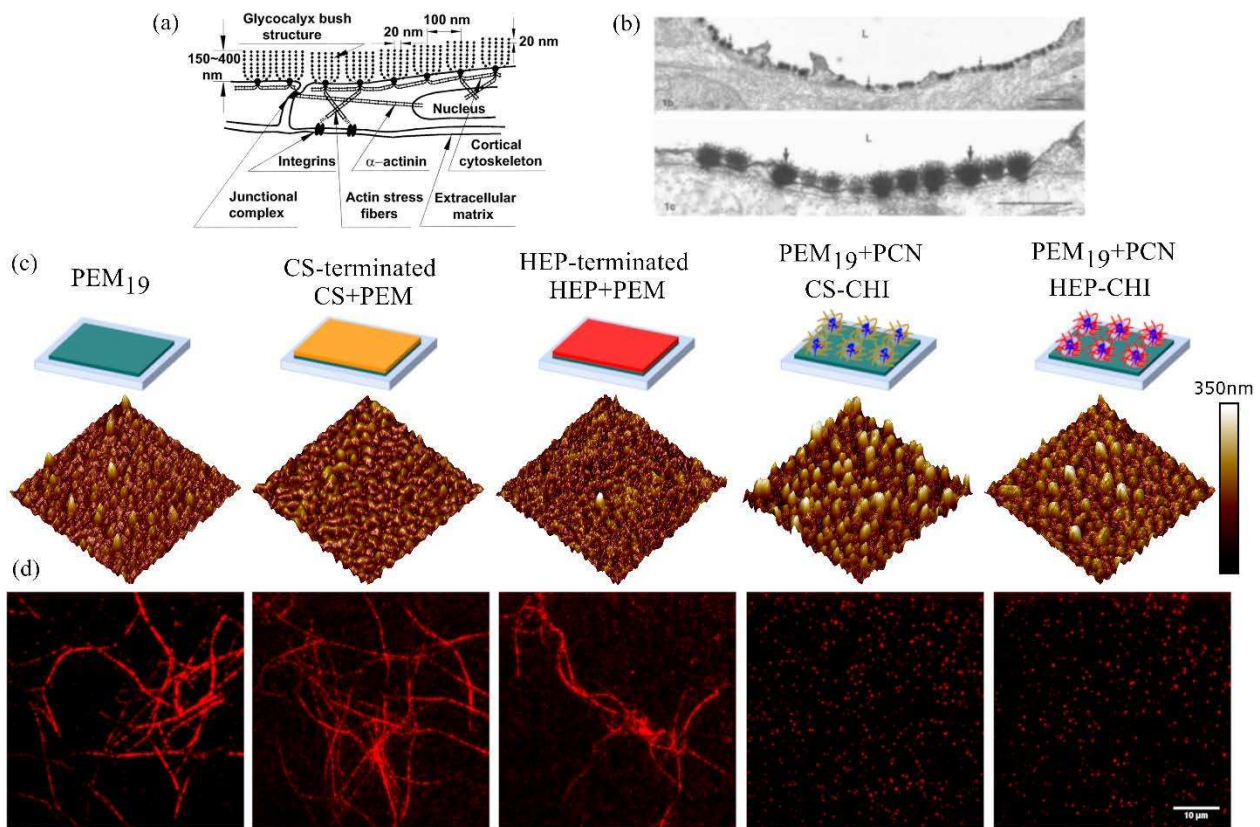 (a)
Glycocalyx bush
structure
20 nm
100 nm
20 nm
150~400
nm
Nucleus
Integrins
α-actinin
Cortical
cytoskeleton
Junctional
complex
Actin stress
fibers
Extracellular
matrix
(b)
L
1b
L
1c
(c)
PEM19
CS-terminated
CS+PEM
HEP-terminated
HEP+PEM
PEM19+PCN
CS-CHI
PEM19+PCN
HEP-CHI
350nm
(d)
10 µm